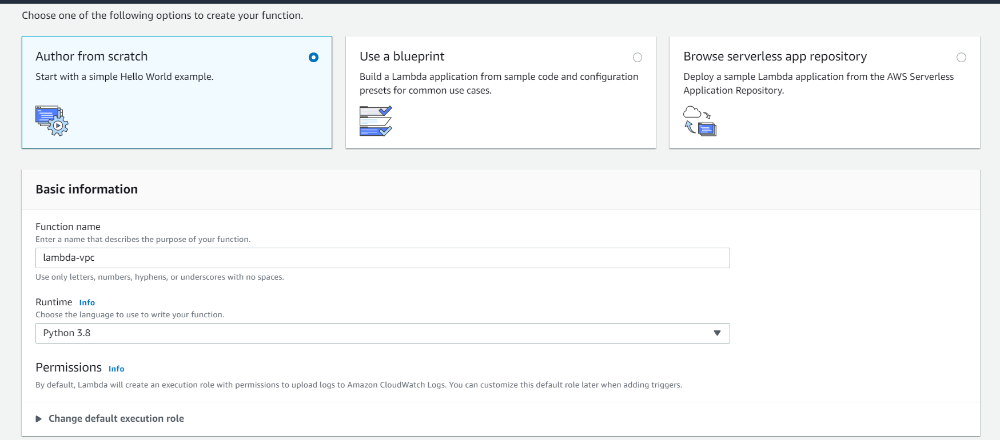 Choose one of the following options to create your function.
Author from scratch
Start with a simple Hello World example.
Use a blueprint
Build a Lambda application from sample code and configuration
presets for common use cases.
Browse serverless app repository
Deploy a sample Lambda application from the AWS Serverless
Application Repository.
Basic information
Function name
Enter a name that describes the purpose of your function.
lambda-vpc
Use only letters, numbers, hyphens, or underscores with no spaces.
Runtime Info
Choose the language to use to write your function.
Python 3.8
Permissions Info
By default, Lambda will create an execution role with permissions to upload logs to Amazon CloudWatch Logs. You can customize this default role later when adding triggers.
Change default execution role